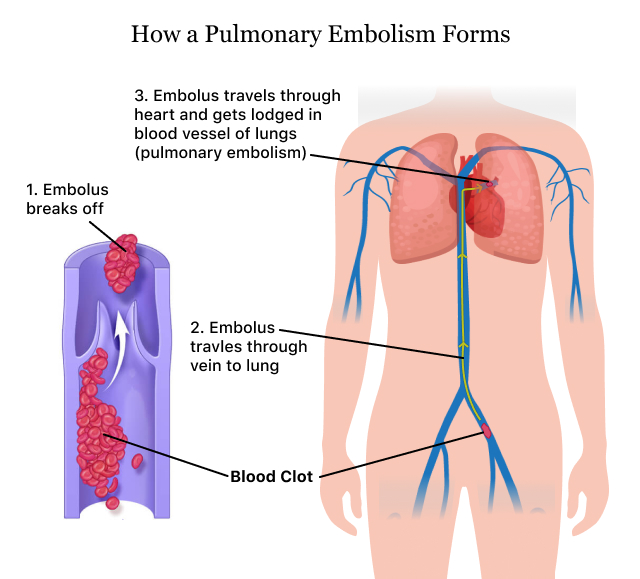 How a Pulmonary Embolism Forms
3. Embolus travels through
heart and gets lodged in
blood vessel of lungs
(pulmonary embolism)
1. Embolus
breaks off
2. Embolus
travles through
vein to lung
Blood Clot